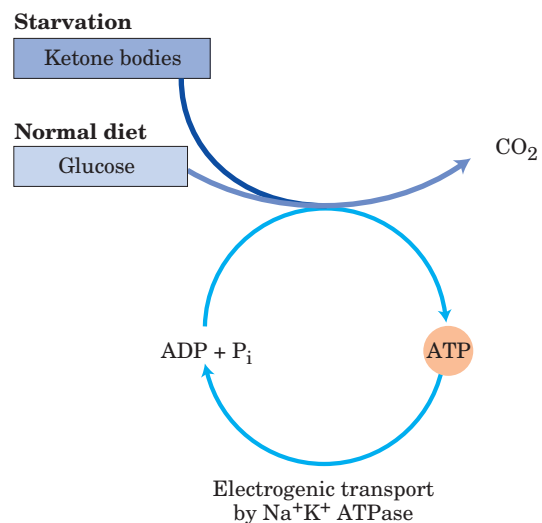 Starvation
Ketone bodies
Normal diet
Glucose
CO₂
ADP + Pᵢ
ATP
Electrogenic transport
by Na⁺K⁺ ATPase